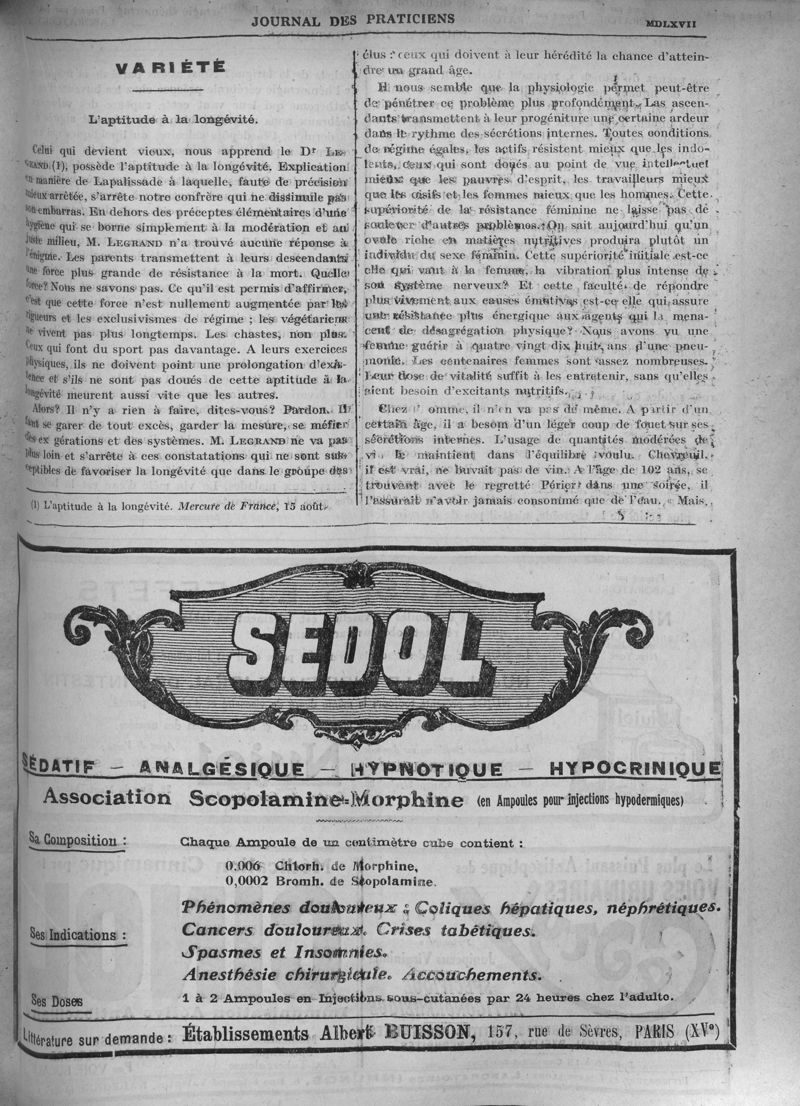 JOURNAL DES PRATICIENS
MDLXVII
VARIÉTÉ
L'aptitude à la longévité.
Celui qui devient vieux, nous apprend le Dr LE-
GRAND (1), possède l'aptitude à la longévité. Explication
en manière de Lapalissade à laquelle, faute de précision
mieux arrêtée, s'arrête notre confrère qui ne dissimule pas
son embarras. En dehors des préceptes élémentaires d'une
hygiène qui se borne simplement à la modération et au
juste milieu, M. LEGRAND n'a trouvé aucune réponse à
l'énigme. Les parents transmettent à leurs descendants
une force plus grande de résistance à la mort. Quelle
force? Nous ne savons pas. Ce qu'il est permis d'affirmer,
c'est que cette force n'est nullement augmentée par les
rigueurs et les exclusivismes de régime ; les végétariens
ne vivent pas plus longtemps. Les chastes, non plus.
Ceux qui font du sport pas davantage. A leurs exercices
physiques, ils ne doivent point une prolongation d'exis-
tence et s'ils ne sont pas doués de cette aptitude à la
longévité meurent aussi vite que les autres.
Alors? Il n'y a rien à faire, dites-vous? Pardon. Il
faut se garer de tout excès, garder la mesure, se méfier
des ex gérations et des systèmes. M. LEGRAND ne va pas
plus loin et s'arrête à ces constatations qui ne sont sus-
ceptibles de favoriser la longévité que dans le groupe des
(1) L'aptitude à la longévité. Mercure de France, 15 août.
élus : ceux qui doivent à leur hérédité la chance d'attein-
dre un grand âge.
Il nous semble que la physiologie permet peut-être
de pénétrer ce problème plus profondément. Les ascen-
dants transmettent à leur progéniture une certaine ardeur
dans le rythme des sécrétions internes. Toutes conditions
de régime égales, les actifs résistent mieux que les indo-
lents, ceux qui sont doués au point de vue intellectuel
mieux que les pauvres d'esprit, les travailleurs mieux
que les oisifs et les femmes mieux que les hommes. Cette
supériorité de la résistance féminine ne laisse pas de
soulever d'autres problèmes. On sait aujourd'hui qu'un
ovule riche en matières nutritives produira plutôt un
individu du sexe féminin. Cette supériorité initiale est-ce
elle qui vaut à la femme, la vibration plus intense de
son système nerveux? Et cette faculté de répondre
plus vivement aux causes émotives est-ce elle qui assure
une résistance plus énergique aux agents qui la mena-
cent de désagrégation physique? Nous avons vu une
femme guérir à quatre vingt dix huit ans d'une pneu-
monie. Les centenaires femmes sont assez nombreuses.
Leur dose de vitalité suffit à les entretenir, sans qu'elles
aient besoin d'excitants nutritifs.
Chez l' omme, il n'en va pas de même. A partir d'un
certain âge, il a besoin d'un léger coup de fouet sur ses
sécrétions internes. L'usage de quantités modérées de
vi le maintient dans l'équilibre voulu. Chevreuil,
il est vrai, ne buvait pas de vin. A l'âge de 102 ans, se
trouvant avec le regretté Périer dans une soirée, il
l'assurait n'avoir jamais consommé que de l'eau. « Mais,
SEDOL
SÉDATIF — ANALGÉSIQUE — HYPNOTIQUE — HYPOCRINIQUE
Association Scopolamine-Morphine (en Ampoules pour injections hypodermiques)
Sa Composition :
Chaque Ampoule de un centimètre cube contient :
0,006 Chlorh. de Morphine,
0,0002 Bromh. de Scopolamine.
Ses Indications :
Phénomènes douloureux : Coliques hépatiques, néphrétiques.
Cancers douloureux. Crises tabétiques.
Spasmes et Insomnies.
Anesthésie chirurgicale. Accouchements.
Ses Doses
1 à 2 Ampoules en Injections sous-cutanées par 24 heures chez l'adulte.
Littérature sur demande : Établissements Albert BUISSON, 157, rue de Sèvres, PARIS (XVe)